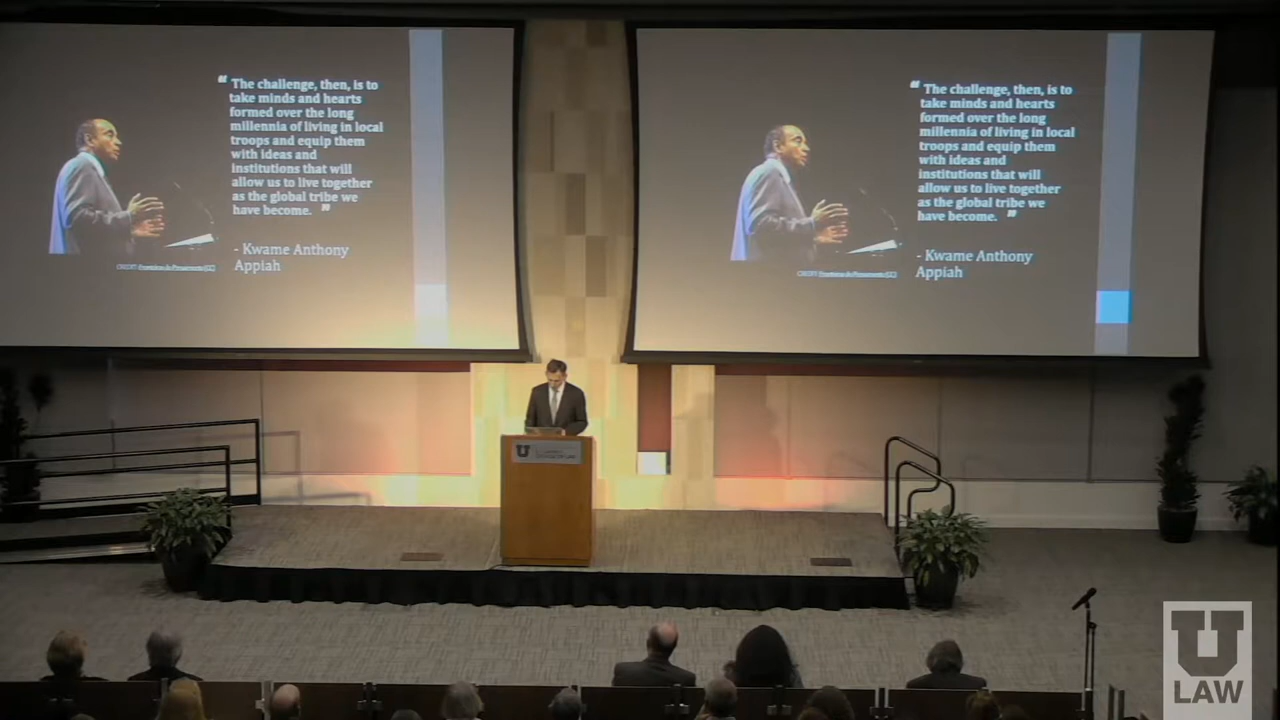 “ The challenge, then, is to
take minds and hearts
formed over the long
millennia of living in local
troops and equip them
with ideas and
institutions that will
allow us to live together
as the global tribe we
have become. ”
- Kwame Anthony
Appiah
“ The challenge, then, is to
take minds and hearts
formed over the long
millennia of living in local
troops and equip them
with ideas and
institutions that will
allow us to live together
as the global tribe we
have become. ”
- Kwame Anthony
Appiah
U
U
LAW